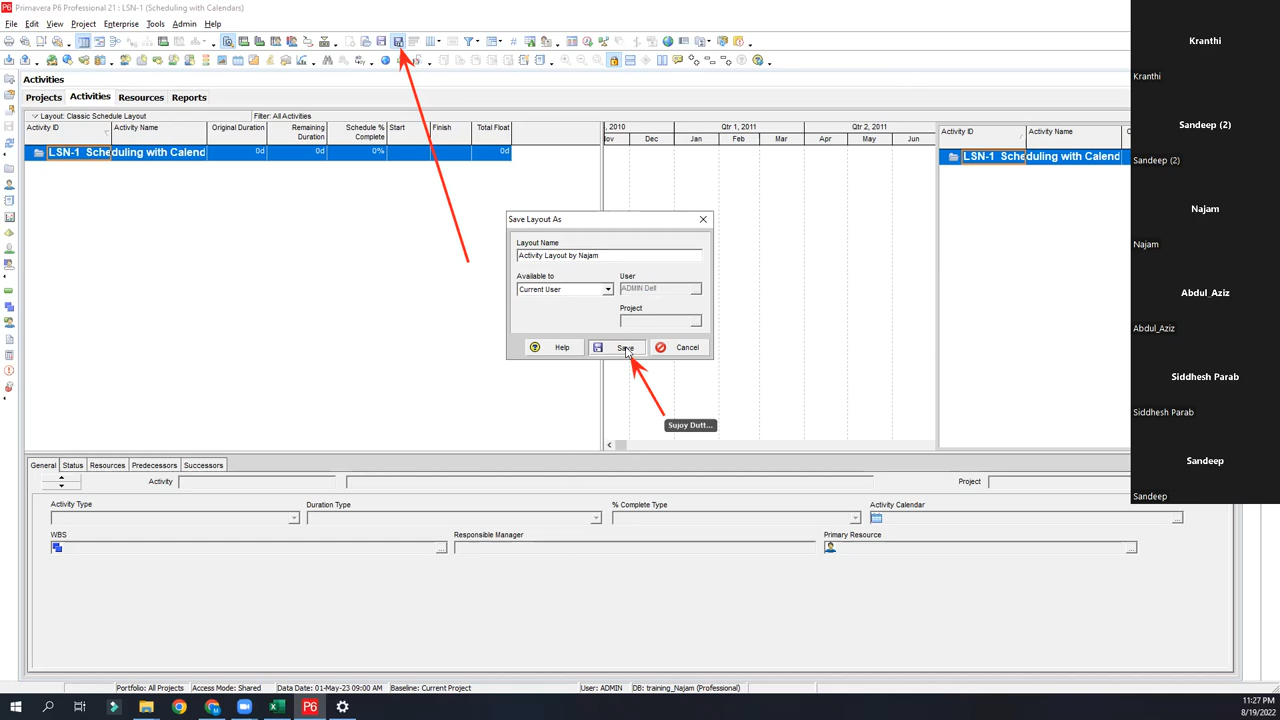 Primavera P6 Professional 21 : LSN-1 (Scheduling with Calendars)
File Edit View Project Enterprise Tools Admin Help
Activities
Projects Activities Resources Reports
Layout: Classic Schedule Layout Filter: All Activities
Activity ID Activity Name Original Duration Remaining Duration Schedule % Complete Start Finish Total Float
, 2010 Qtr 1, 2011 Qtr 2, 2011
Nov Dec Jan Feb Mar Apr May Jun
Activity ID Activity Name
LSN-1 Scheduling with Calend 0d 0d 0% 0d
LSN-1 Scheduling with Calend
Save Layout As
Layout Name
Activity Layout by Najam
Available to User
Current User ADMIN Dell
Project
Help Save Cancel
Sujoy Dutt...
General Status Resources Predecessors Successors
Activity Project
Activity Type Duration Type % Complete Type Activity Calendar
WBS Responsible Manager Primary Resource
Portfolio: All Projects Access Mode: Shared Data Date: 01-May-23 09:00 AM Baseline: Current Project User: ADMIN DB: training_Najam (Professional)
Kranthi
Kranthi
Sandeep (2)
Sandeep (2)
Najam
Najam
Abdul_Aziz
Abdul_Aziz
Siddhesh Parab
Siddhesh Parab
Sandeep
Sandeep
P6
11:27 PM
8/19/2022